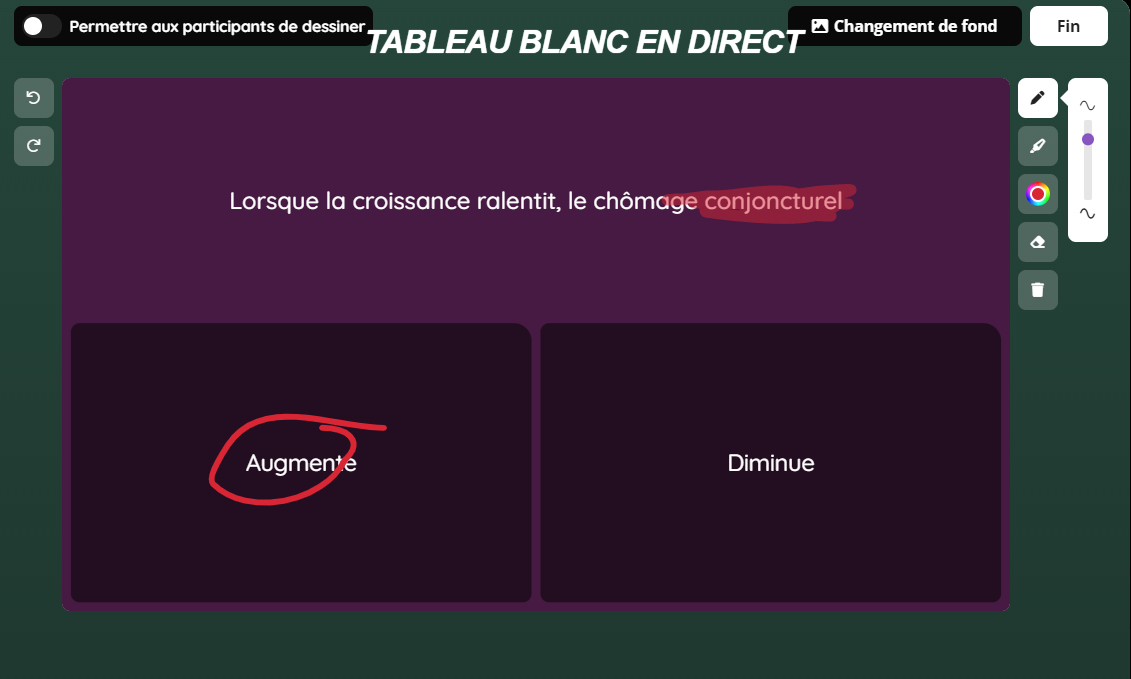 Permettre aux participants de dessiner
TABLEAU BLANC EN DIRECT
Changement de fond
Fin
Lorsque la croissance ralentit, le chômage conjoncturel
Augmente
Diminue